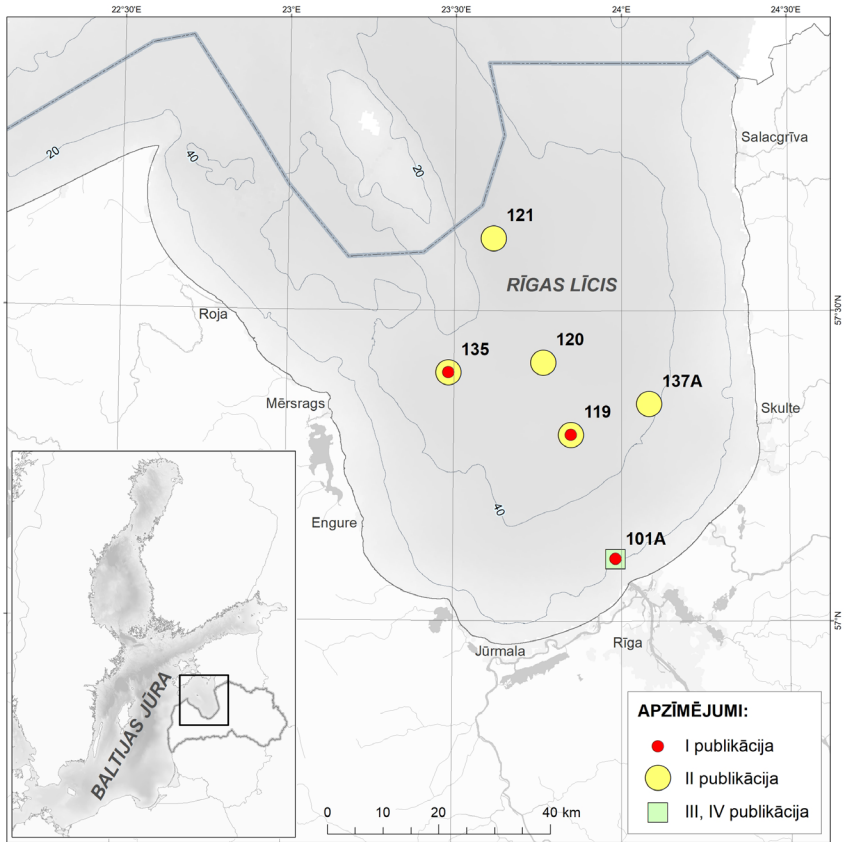 22°30'E
23°E
23°30'E
24°E
24°30'E
20
40
20
Salacgrīva
121
RĪGAS LĪCIS
57°30'N
Roja
135
120
137A
Mērsrags
119
Skulte
40
Engure
101A
57°N
Jūrmala
Rīga
BALTIJAS JŪRA
APZĪMĒJUMI:
I publikācija
II publikācija
III, IV publikācija
0 10 20 40 km